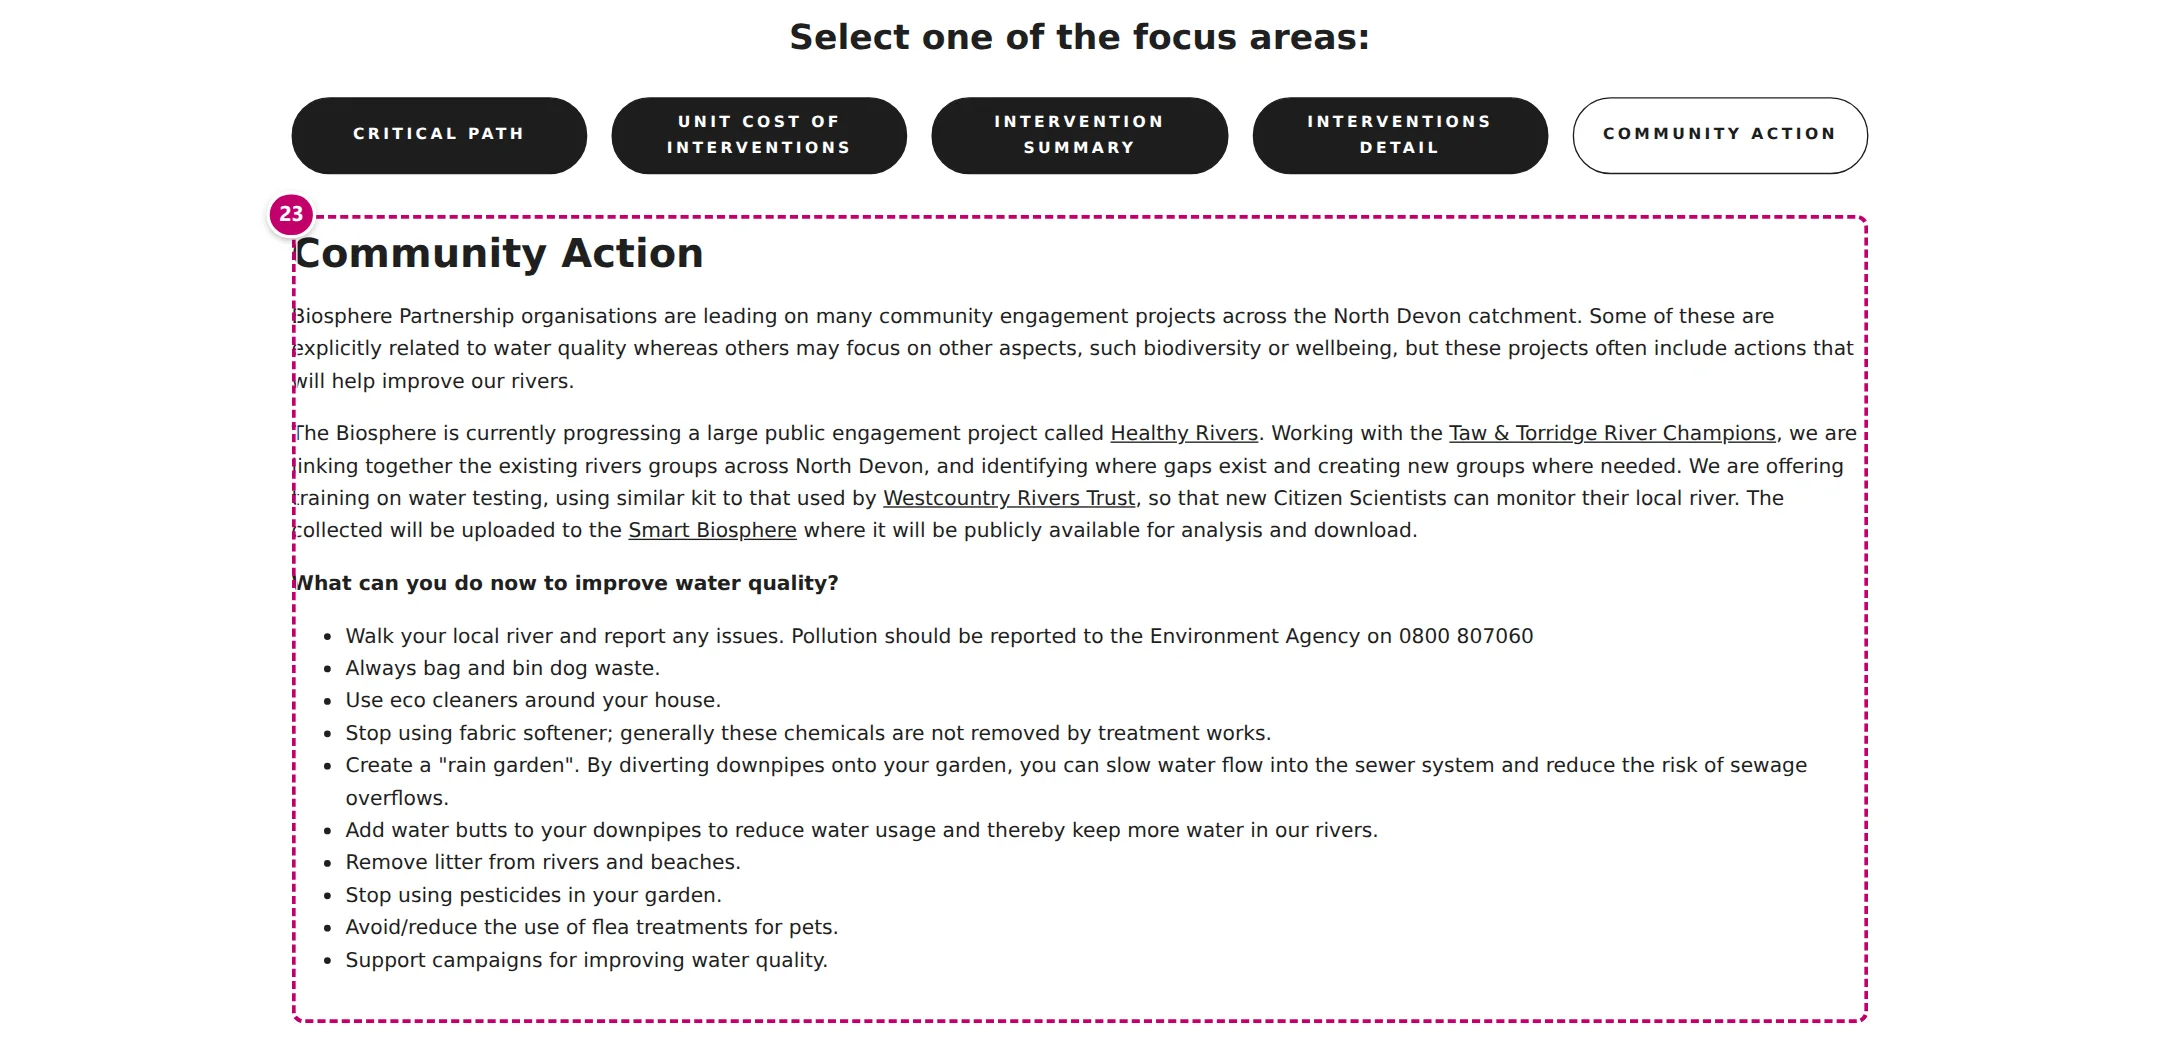 Select one of the focus areas:
CRITICAL PATH
UNIT COST OF
INTERVENTIONS
INTERVENTION
SUMMARY
INTERVENTIONS
DETAIL
COMMUNITY ACTION
23
Community Action
Biosphere Partnership organisations are leading on many community engagement projects across the North Devon catchment. Some of these are
explicitly related to water quality whereas others may focus on other aspects, such biodiversity or wellbeing, but these projects often include actions that
will help improve our rivers.
The Biosphere is currently progressing a large public engagement project called Healthy Rivers. Working with the Taw & Torridge River Champions, we are
linking together the existing rivers groups across North Devon, and identifying where gaps exist and creating new groups where needed. We are offering
training on water testing, using similar kit to that used by Westcountry Rivers Trust, so that new Citizen Scientists can monitor their local river. The
collected will be uploaded to the Smart Biosphere where it will be publicly available for analysis and download.
What can you do now to improve water quality?
• Walk your local river and report any issues. Pollution should be reported to the Environment Agency on 0800 807060
• Always bag and bin dog waste.
• Use eco cleaners around your house.
• Stop using fabric softener; generally these chemicals are not removed by treatment works.
• Create a "rain garden". By diverting downpipes onto your garden, you can slow water flow into the sewer system and reduce the risk of sewage
overflows.
• Add water butts to your downpipes to reduce water usage and thereby keep more water in our rivers.
• Remove litter from rivers and beaches.
• Stop using pesticides in your garden.
• Avoid/reduce the use of flea treatments for pets.
• Support campaigns for improving water quality.